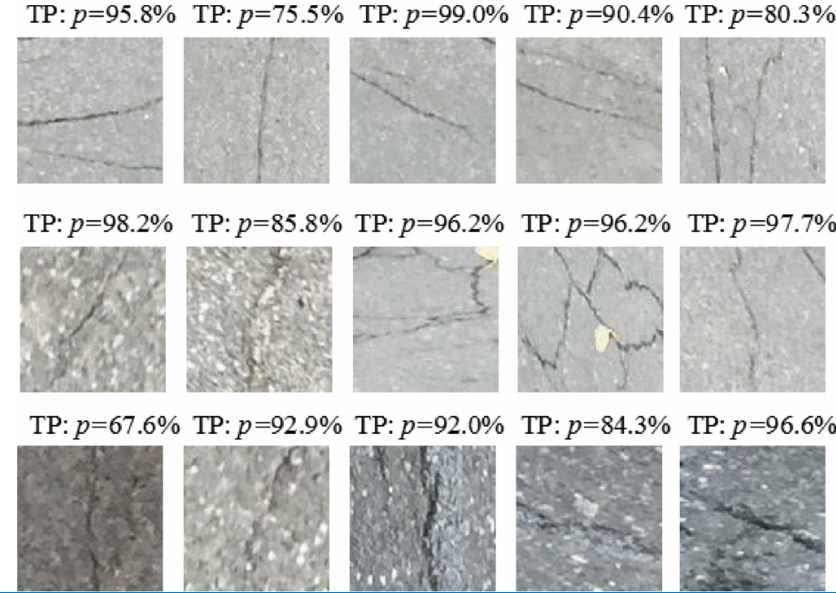 TP: p=95.8% TP: p=75.5% TP: p=99.0% TP: p=90.4% TP: p=80.3%
TP: p=98.2% TP: p=85.8% TP: p=96.2% TP: p=96.2% TP: p=97.7%
TP: p=67.6% TP: p=92.9% TP: p=92.0% TP: p=84.3% TP: p=96.6%